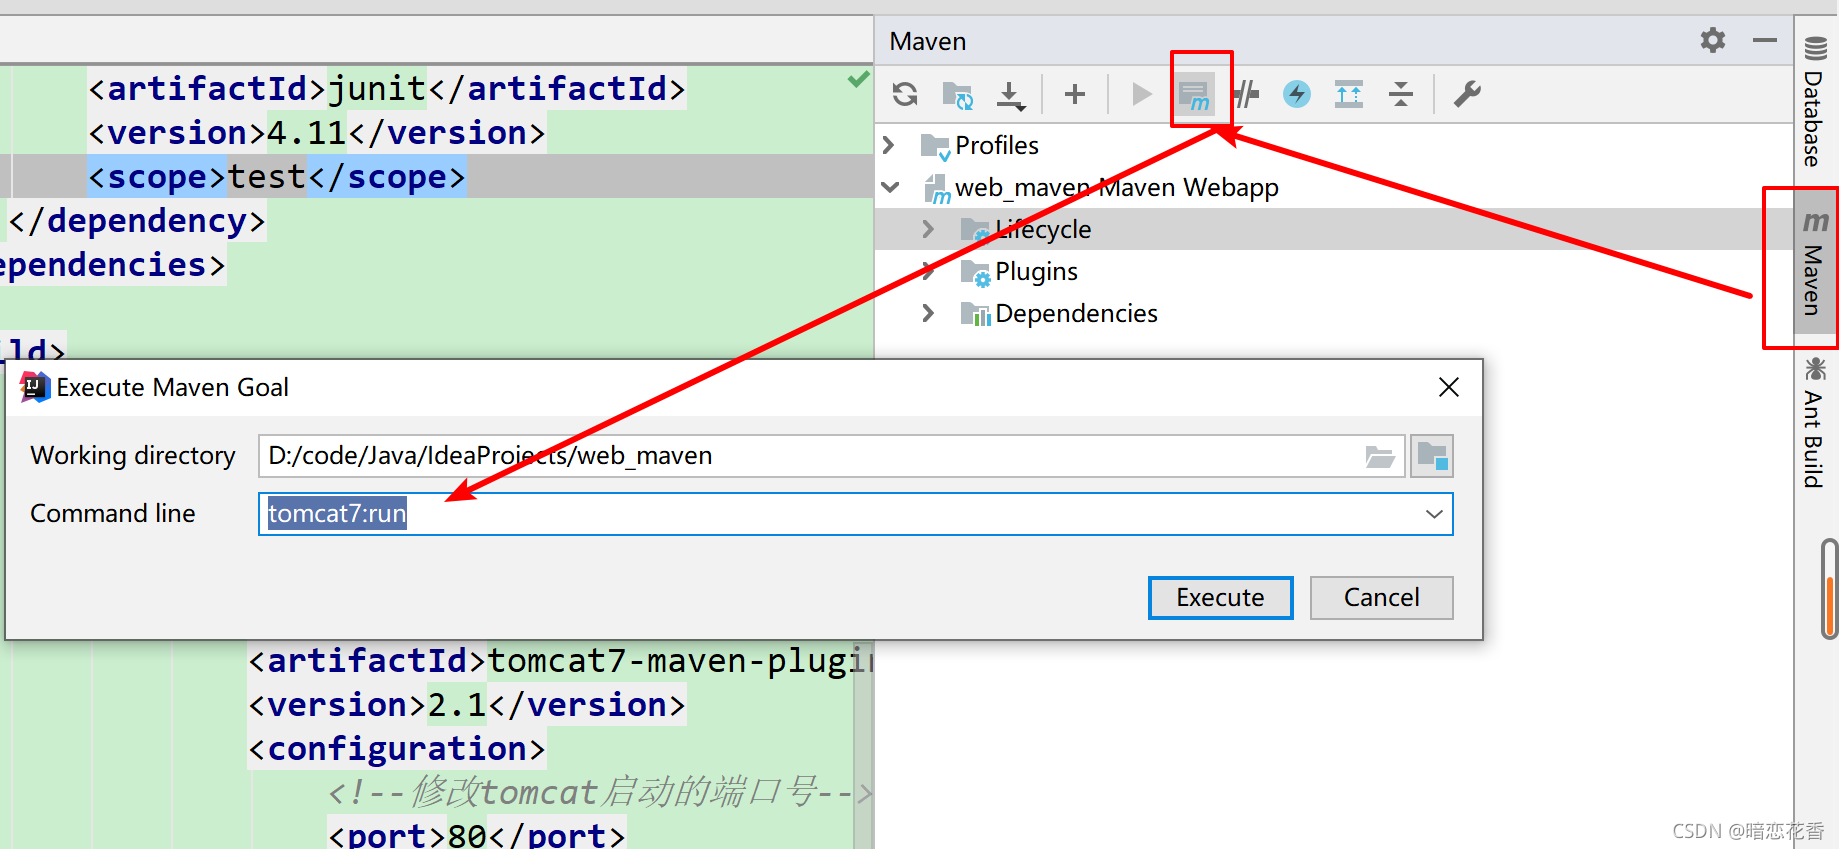 <artifactId>junit</artifactId>
<version>4.11</version>
<scope>test</scope>
</dependency>
ependencies>
ild>
Maven
Profiles
web_maven Maven Webapp
Lifecycle
Plugins
Dependencies
Database
m Maven
Ant Build
Execute Maven Goal
Working directory D:/code/Java/IdeaProjects/web_maven
Command line tomcat7:run
Execute Cancel
<artifactId>tomcat7-maven-plugin
<version>2.1</version>
<configuration>
<!--修改tomcat启动的端口号-->
<port>80</port>
CSDN @暗恋花香